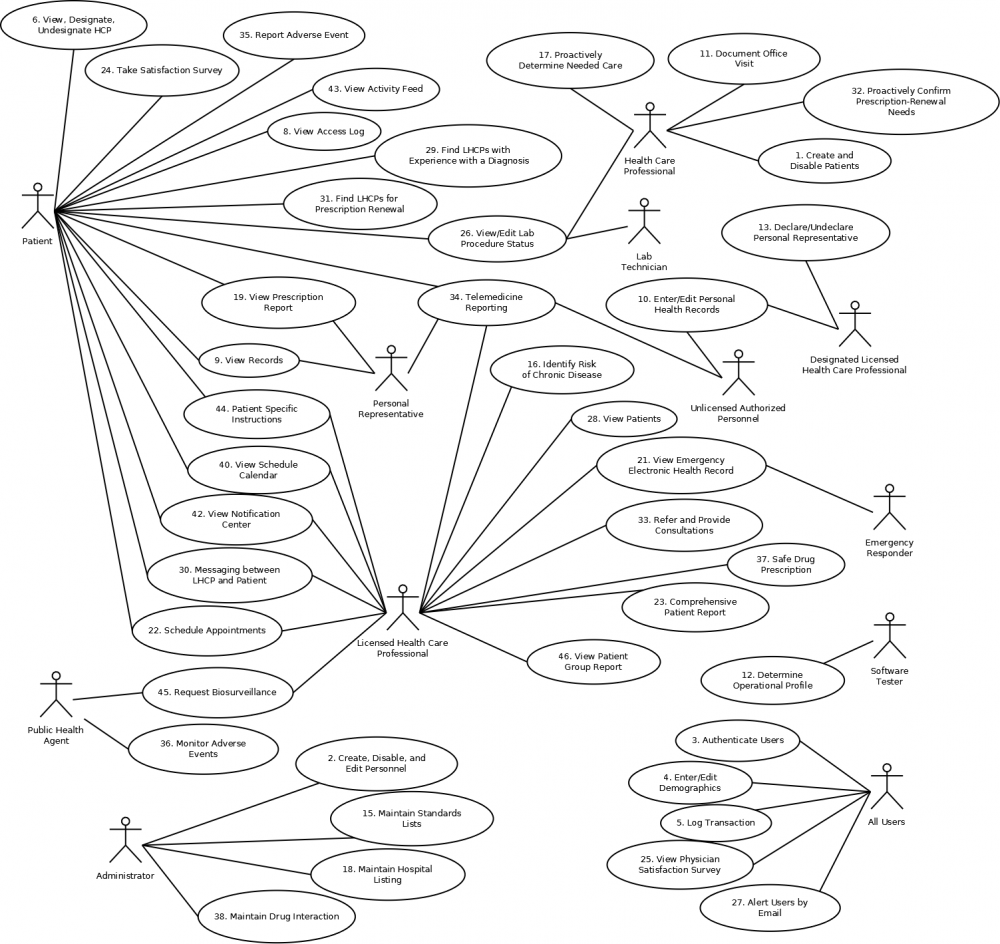 6. View, Designate,
Undesignate HCP
35. Report Adverse Event
24. Take Satisfaction Survey
17. Proactively
Determine Needed Care
11. Document Office
Visit
43. View Activity Feed
32. Proactively Confirm
Prescription-Renewal
Needs
8. View Access Log
29. Find LHCPs with
Experience with a Diagnosis
Health Care
Professional
1. Create and
Disable Patients
31. Find LHCPs for
Prescription Renewal
Patient
26. View/Edit Lab
Procedure Status
Lab
Technician
13. Declare/Undeclare
Personal Representative
19. View Prescription
Report
34. Telemedicine
Reporting
10. Enter/Edit Personal
Health Records
9. View Records
Designated Licensed
Health Care Professional
16. Identify Risk
of Chronic Disease
Personal
Representative
Unlicensed Authorized
Personnel
44. Patient Specific
Instructions
28. View Patients
40. View Schedule
Calendar
21. View Emergency
Electronic Health Record
42. View Notification
Center
33. Refer and Provide
Consultations
Emergency
Responder
30. Messaging between
LHCP and Patient
37. Safe Drug
Prescription
23. Comprehensive
Patient Report
22. Schedule Appointments
Licensed Health Care
Professional
46. View Patient
Group Report
Software
Tester
12. Determine
Operational Profile
45. Request Biosurveillance
Public Health
Agent
36. Monitor Adverse
Events
3. Authenticate Users
2. Create, Disable, and
Edit Personnel
4. Enter/Edit
Demographics
15. Maintain Standards
Lists
5. Log Transaction
All Users
25. View Physician
Satisfaction Survey
Administrator
18. Maintain Hospital
Listing
27. Alert Users by
Email
38. Maintain Drug Interaction